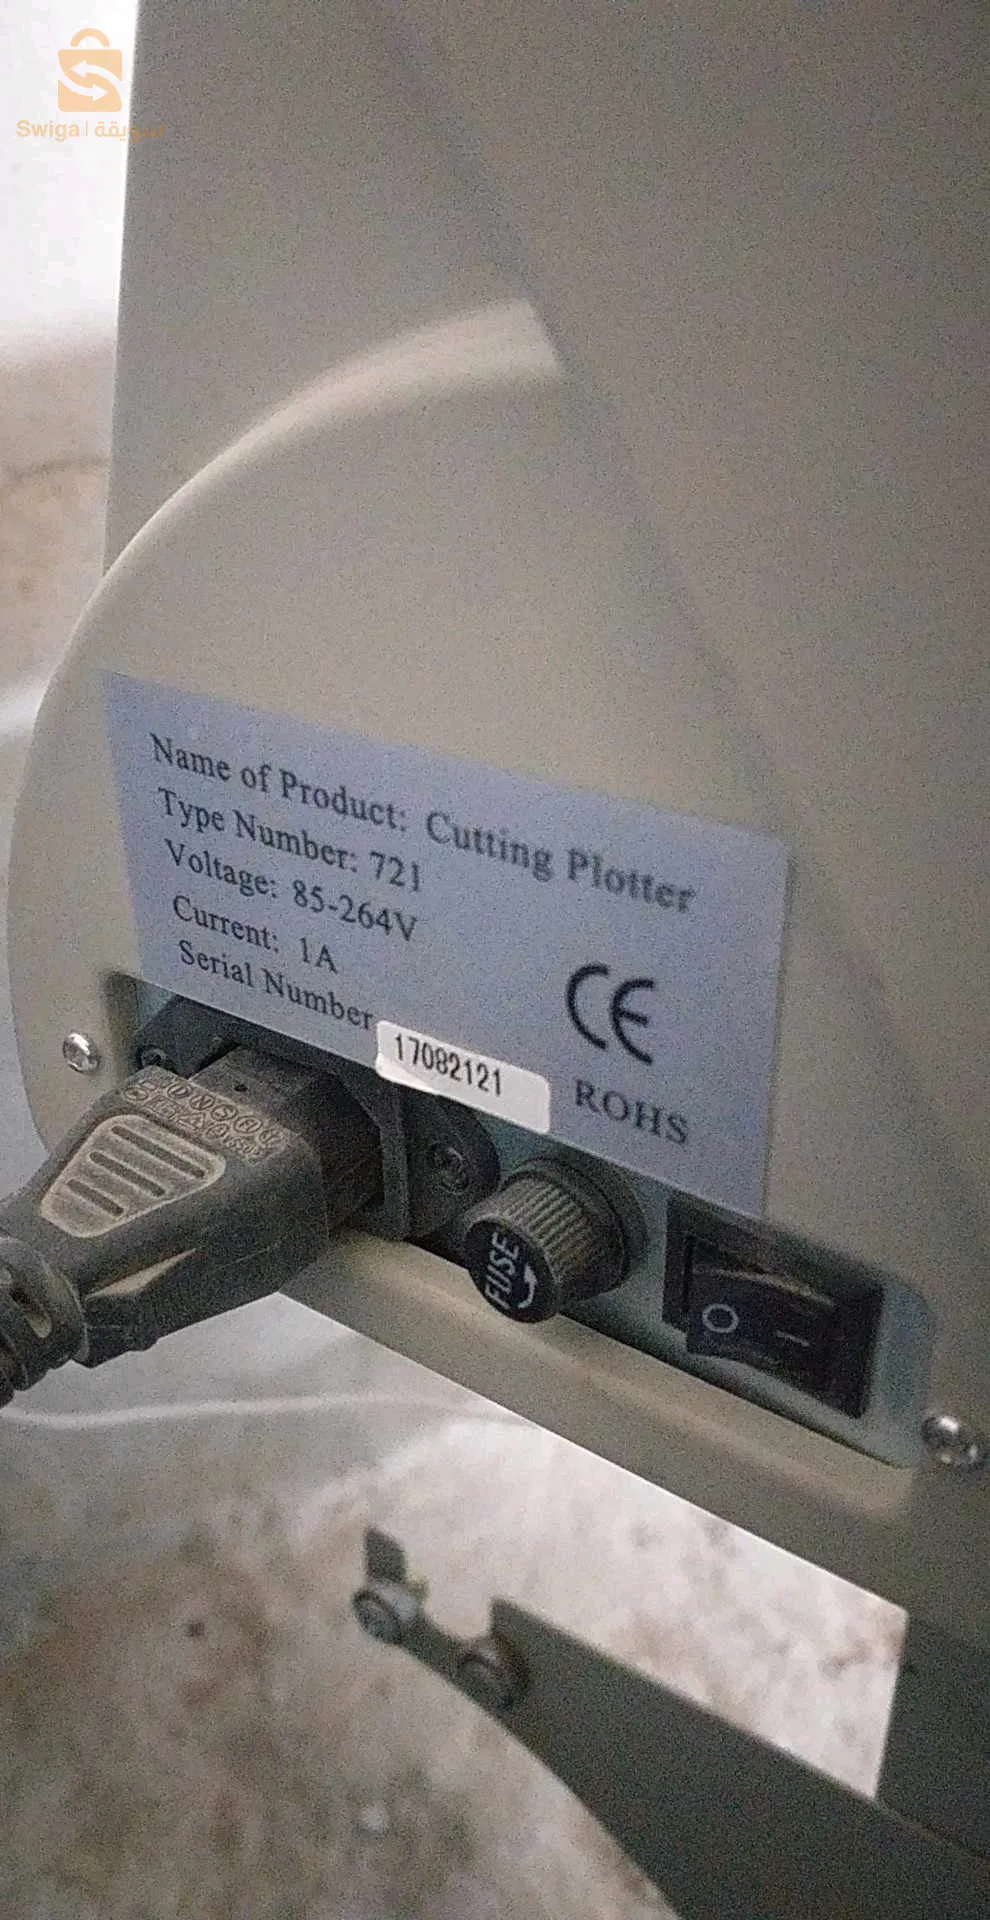 Swiga | سويقة
Name of Product: Cutting Plotter
Type Number: 721
Voltage: 85-264V
Current: 1A
Serial Number
17082121
CE
ROHS
FUSE
O I